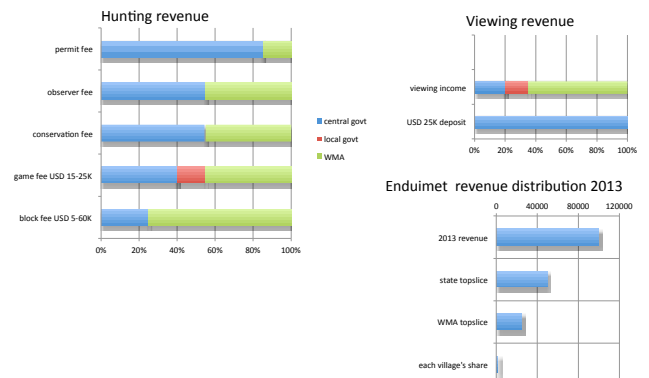 Hunting revenue
permit fee
observer fee
conservation fee
game fee USD 15-25K
block fee USD 5-60K
0% 20% 40% 60% 80% 100%
central govt
local govt
WMA
Viewing revenue
viewing income
USD 25K deposit
0% 20% 40% 60% 80% 100%
Enduimet revenue distribution 2013
0 40000 80000 120000
2013 revenue
state topslice
WMA topslice
each village's share